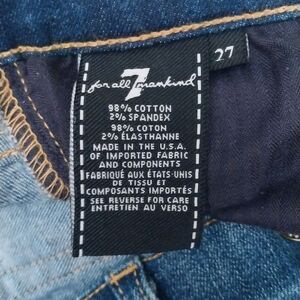 27
7
for all mankind
98% COTTON
2% SPANDEX
98% COTON
2% ÉLASTHANNE
MADE IN THE U.S.A.
OF IMPORTED FABRIC
AND COMPONENTS
FABRIQUÉ AUX ÉTATS-UNIS
DE TISSU ET
COMPOSANTS IMPORTÉS
SEE REVERSE FOR CARE
ENTRETIEN AU VERSO